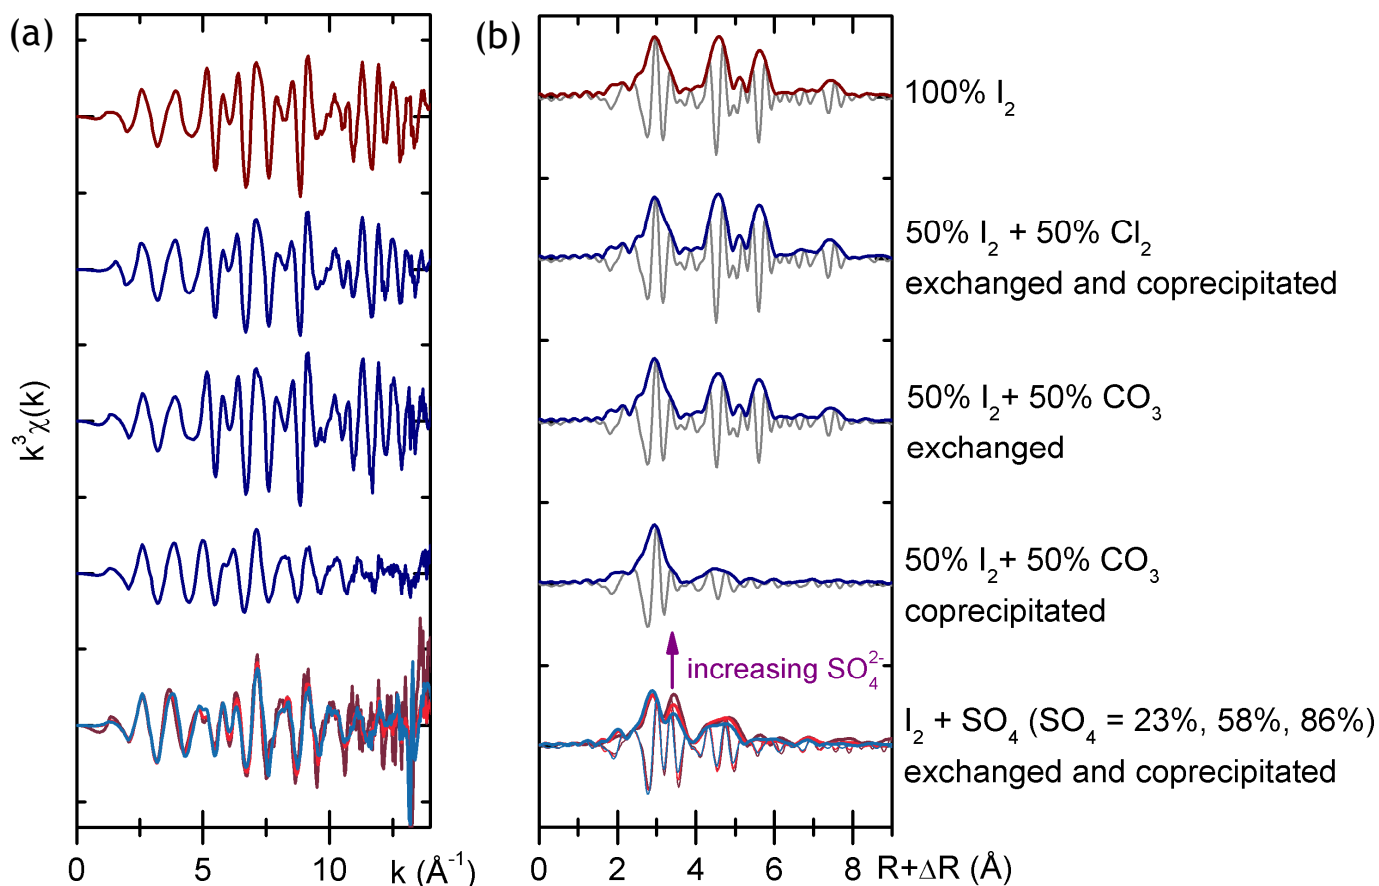 (a)
(b)
100% I₂
50% I₂ + 50% Cl₂
exchanged and coprecipitated
50% I₂+ 50% CO₃
exchanged
50% I₂+ 50% CO₃
coprecipitated
increasing SO₄²⁻
I₂ + SO₄ (SO₄ = 23%, 58%, 86%)
exchanged and coprecipitated
k³χ(k)
0 5 10 k (Å⁻¹)
0 2 4 6 8 R+ΔR (Å)